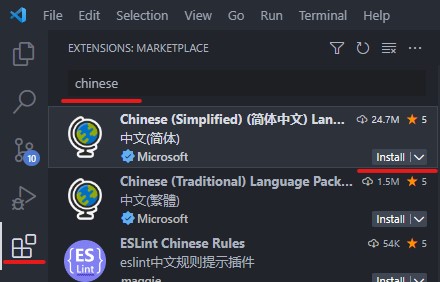 File Edit Selection View Go Run Terminal Help
EXTENSIONS: MARKETPLACE
chinese
Chinese (Simplified) (简体中文) Lan...
24.7M 5
中文(简体)
Microsoft
Install
10
Chinese (Traditional) Language Pack...
1.5M 5
中文(繁體)
Microsoft
Install
ESLint Chinese Rules
54K 5
ES
Lint
eslint中文规则提示插件
maggie
Install